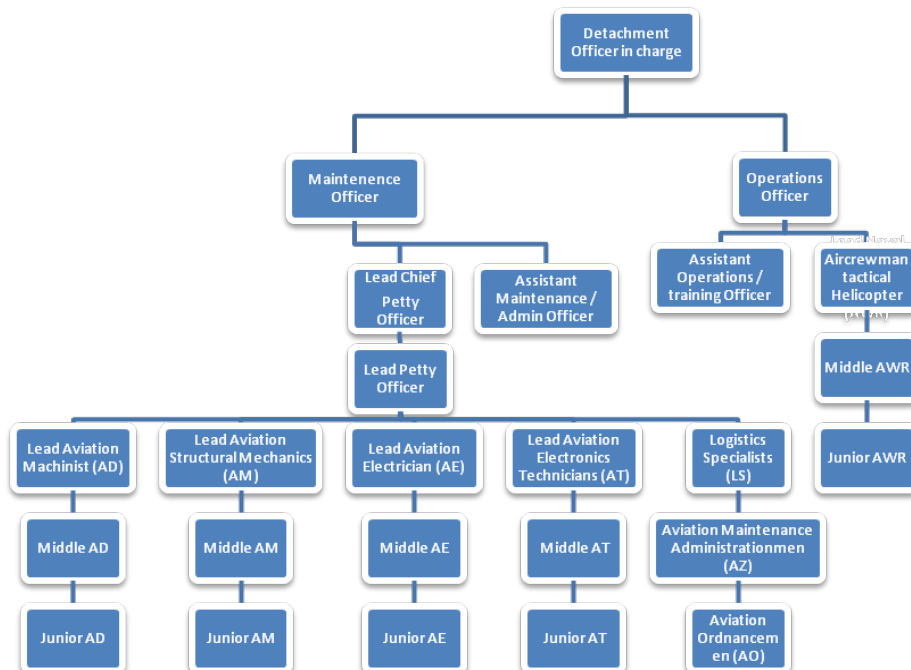 Detachment
Officer in charge
Maintenence
Officer
Operations
Officer
Lead Chief
Petty
Officer
Assistant
Maintenance /
Admin Officer
Assistant
Operations /
training Officer
Lead Naval
Aircrewman
tactical
Helicopter
(AWR)
Lead Petty
Officer
Middle AWR
Lead Aviation
Machinist (AD)
Lead Aviation
Structural Mechanics
(AM)
Lead Aviation
Electrician (AE)
Lead Aviation
Electronics
Technicians (AT)
Logistics
Specialists
(LS)
Junior AWR
Middle AD
Middle AM
Middle AE
Middle AT
Aviation Maintenance
Administrationmen
(AZ)
Junior AD
Junior AM
Junior AE
Junior AT
Aviation
Ordnancem
en (AO)